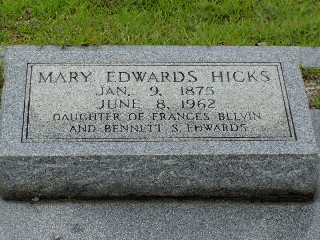 MARY EDWARDS HICKS
JAN. 9, 1875
JUNE 8, 1962
DAUGHTER OF FRANCES BELVIN
AND BENNETT S. EDWARDS